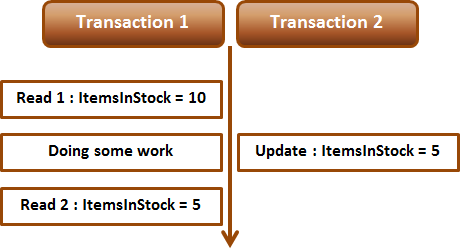 Transaction 1
Transaction 2
Read 1 : ItemsInStock = 10
Doing some work
Update : ItemsInStock = 5
Read 2 : ItemsInStock = 5